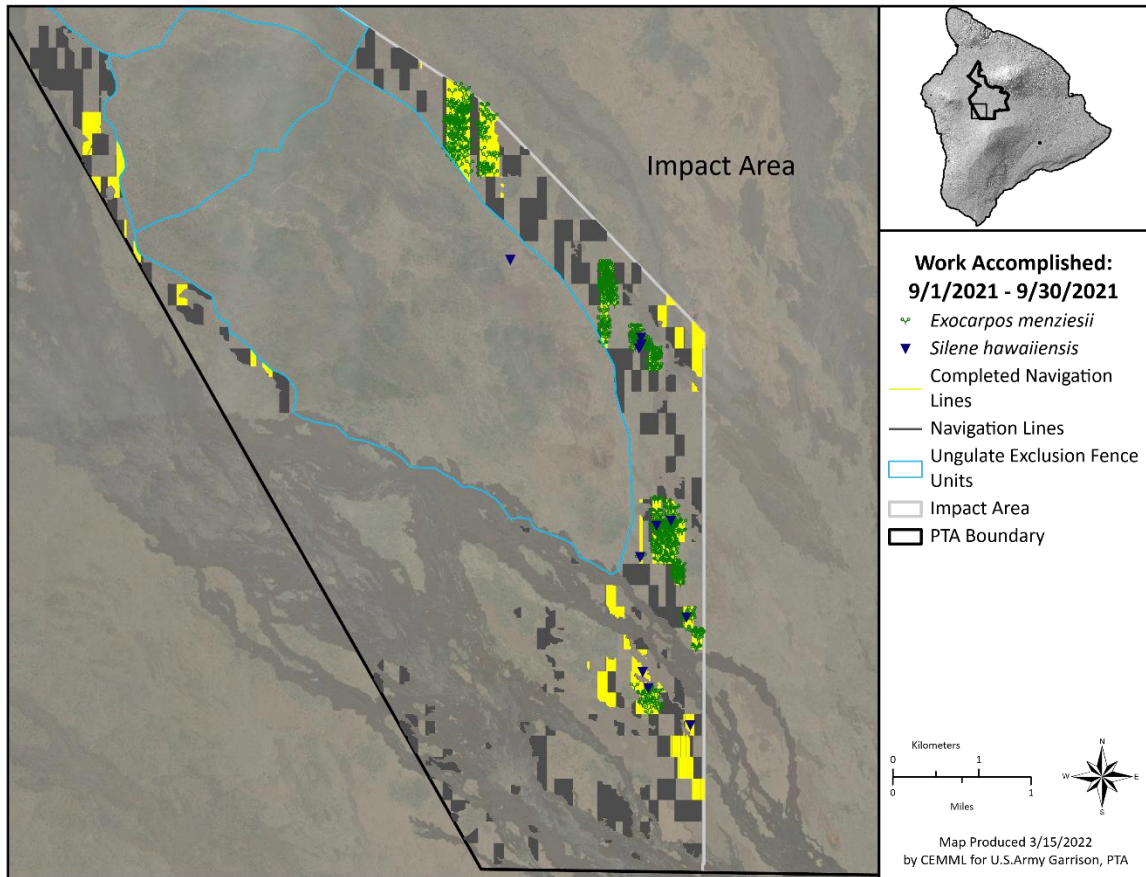 Impact Area
Work Accomplished:
9/1/2021 - 9/30/2021
Exocarpos menziesii
Silene hawaiiensis
Completed Navigation
Lines
Navigation Lines
Ungulate Exclusion Fence
Units
Impact Area
PTA Boundary
Kilometers
0 1
0 1
Miles
N
W E
S
Map Produced 3/15/2022
by CEMML for U.S.Army Garrison, PTA